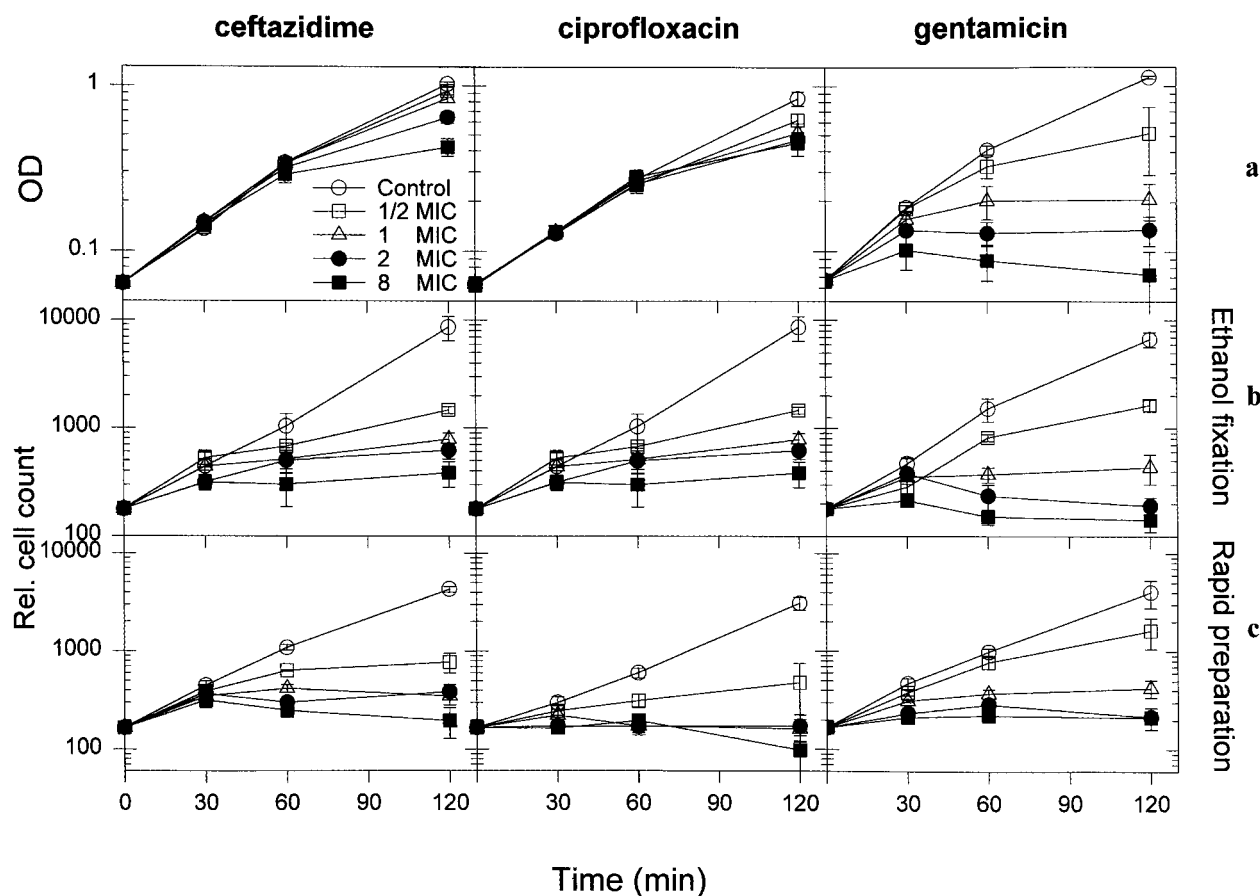 ceftazidime ciprofloxacin gentamicin
1
OD
0.1
Control
1/2 MIC
1 MIC
2 MIC
8 MIC
a
10000
1000
100
b
Ethanol fixation
Rel. cell count
10000
1000
100
c
Rapid preparation
0 30 60 90 120 30 60 90 120 30 60 90 120
Time (min)